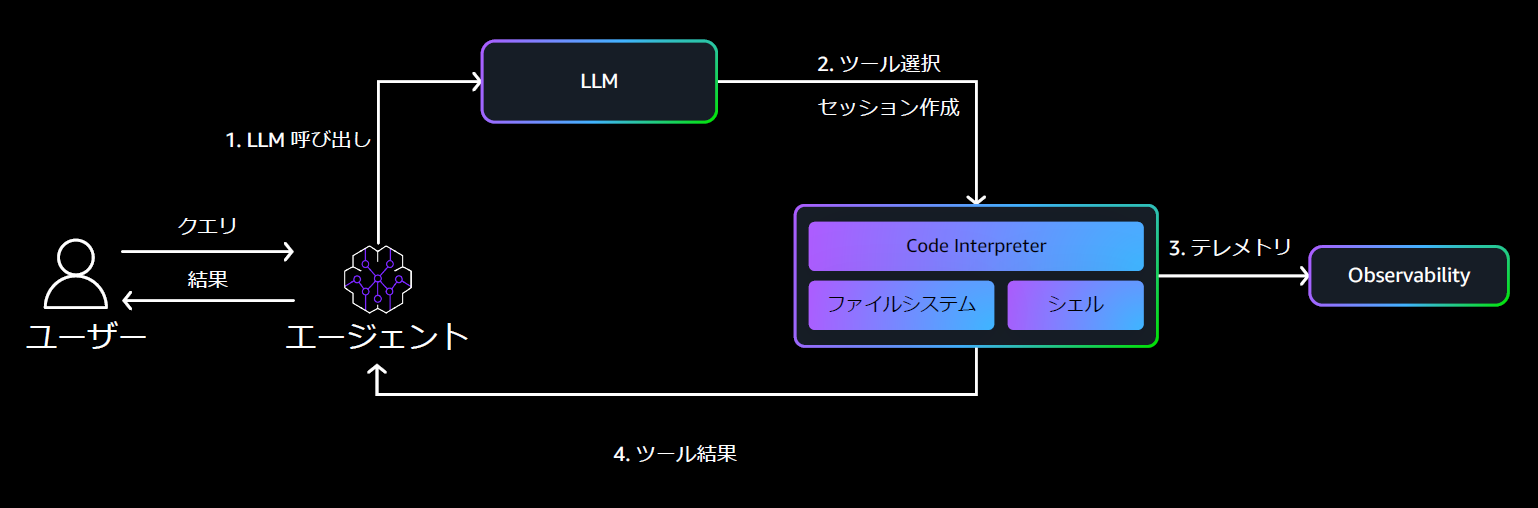 LLM
2. ツール選択
セッション作成
1. LLM 呼び出し
クエリ
結果
ユーザー
エージェント
Code Interpreter
ファイルシステム
シェル
3. テレメトリ
Observability
4. ツール結果